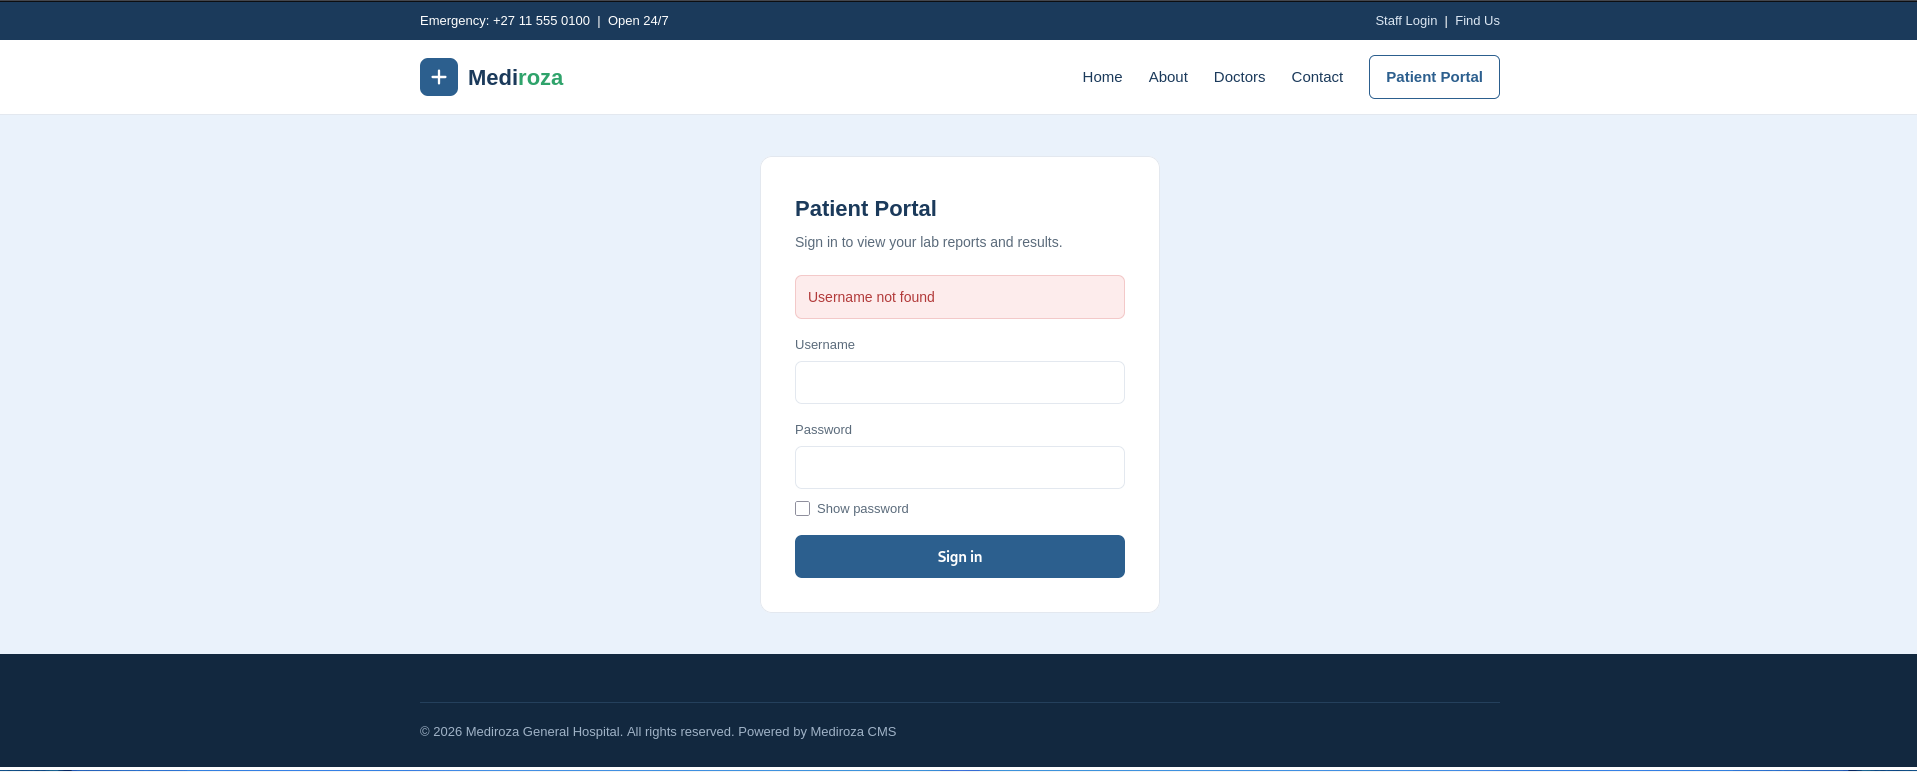 Emergency: +27 11 555 0100 | Open 24/7
Staff Login | Find Us
Mediroza
Home
About
Doctors
Contact
Patient Portal
Patient Portal
Sign in to view your lab reports and results.
Username not found
Username
Password
Show password
Sign in
© 2026 Mediroza General Hospital. All rights reserved. Powered by Mediroza CMS